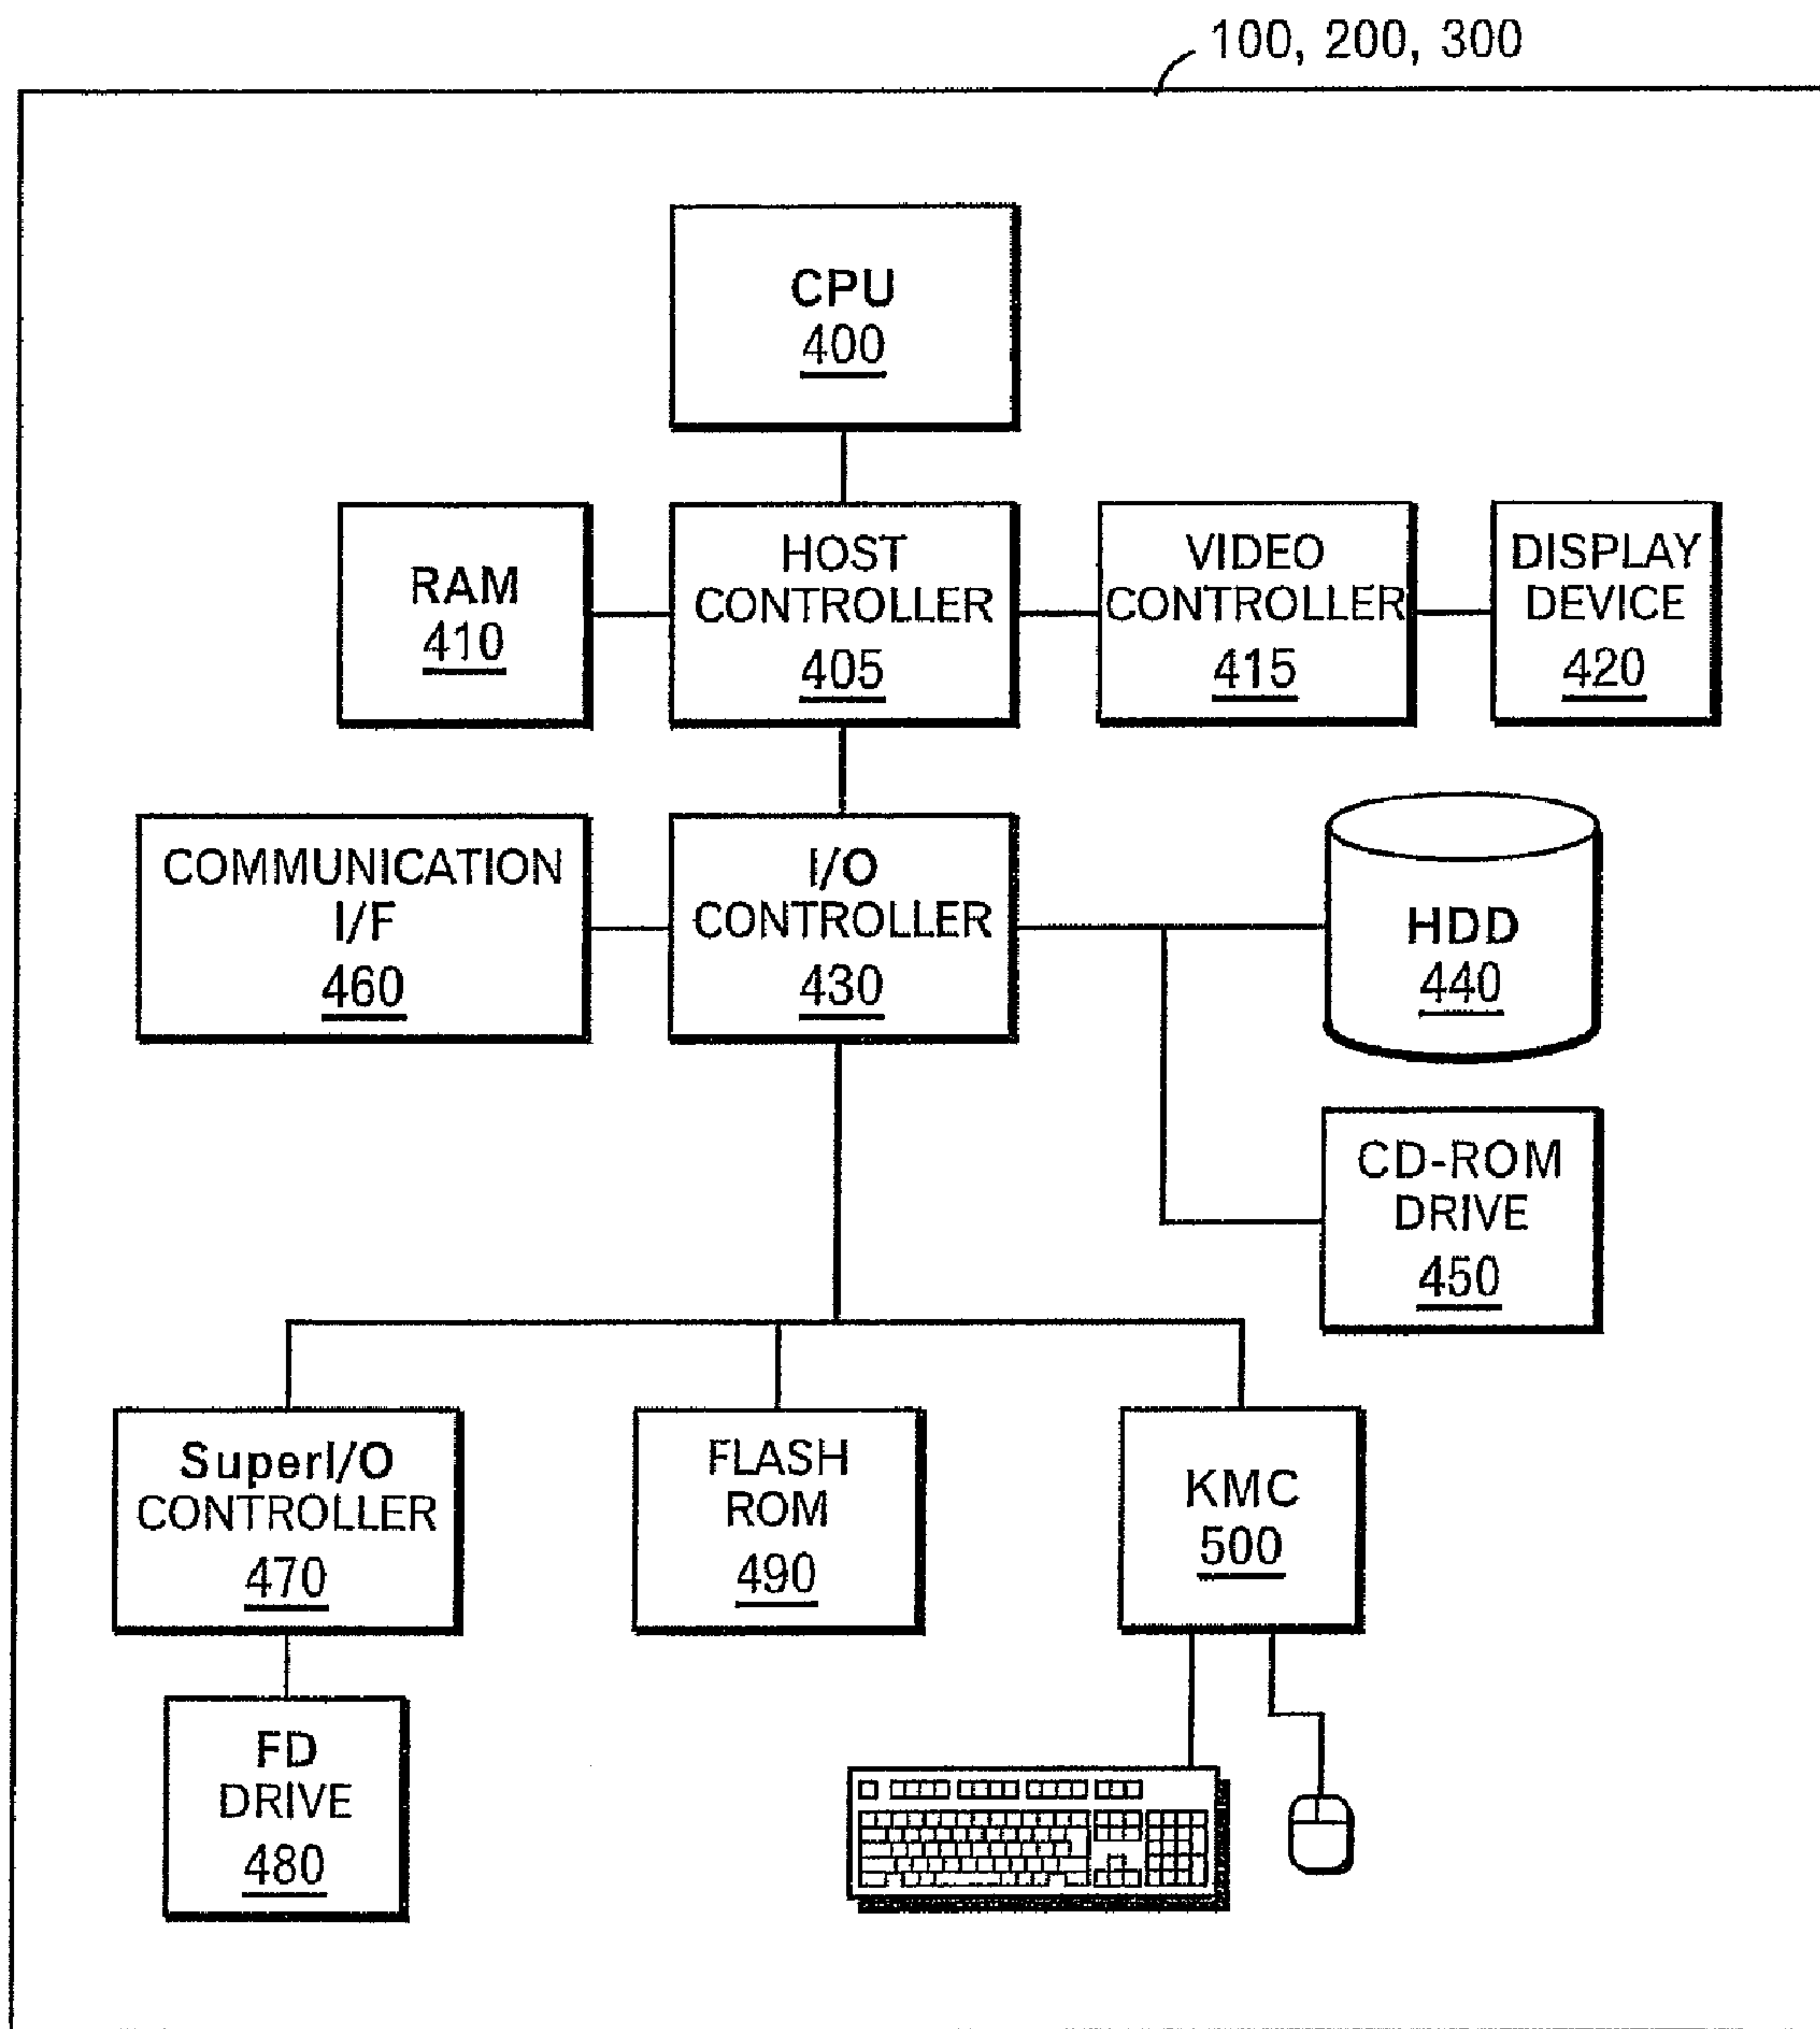 100, 200, 300
CPU
400
RAM
410
HOST
CONTROLLER
405
VIDEO
CONTROLLER
415
DISPLAY
DEVICE
420
COMMUNICATION
I/F
460
I/O
CONTROLLER
430
HDD
440
CD-ROM
DRIVE
450
SuperI/O
CONTROLLER
470
FLASH
ROM
490
KMC
500
FD
DRIVE
480